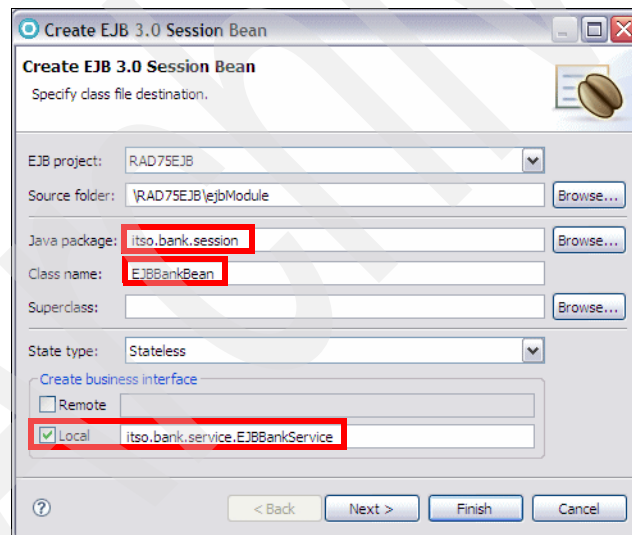 Create EJB 3.0 Session Bean
Create EJB 3.0 Session Bean
Specify class file destination.
EJB project: RAD75EJB
Source folder: \RAD75EJB\ejbModule Browse...
Java package: itso.bank.session Browse...
Class name: EJBBankBean
Superclass: Browse...
State type: Stateless
Create business interface
Remote
Local itso.bank.service.EJBBankService
? < Back Next > Finish Cancel